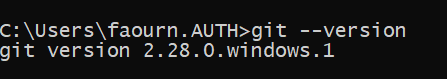 C:\Users\faourn.AUTH>git --version
git version 2.28.0.windows.1